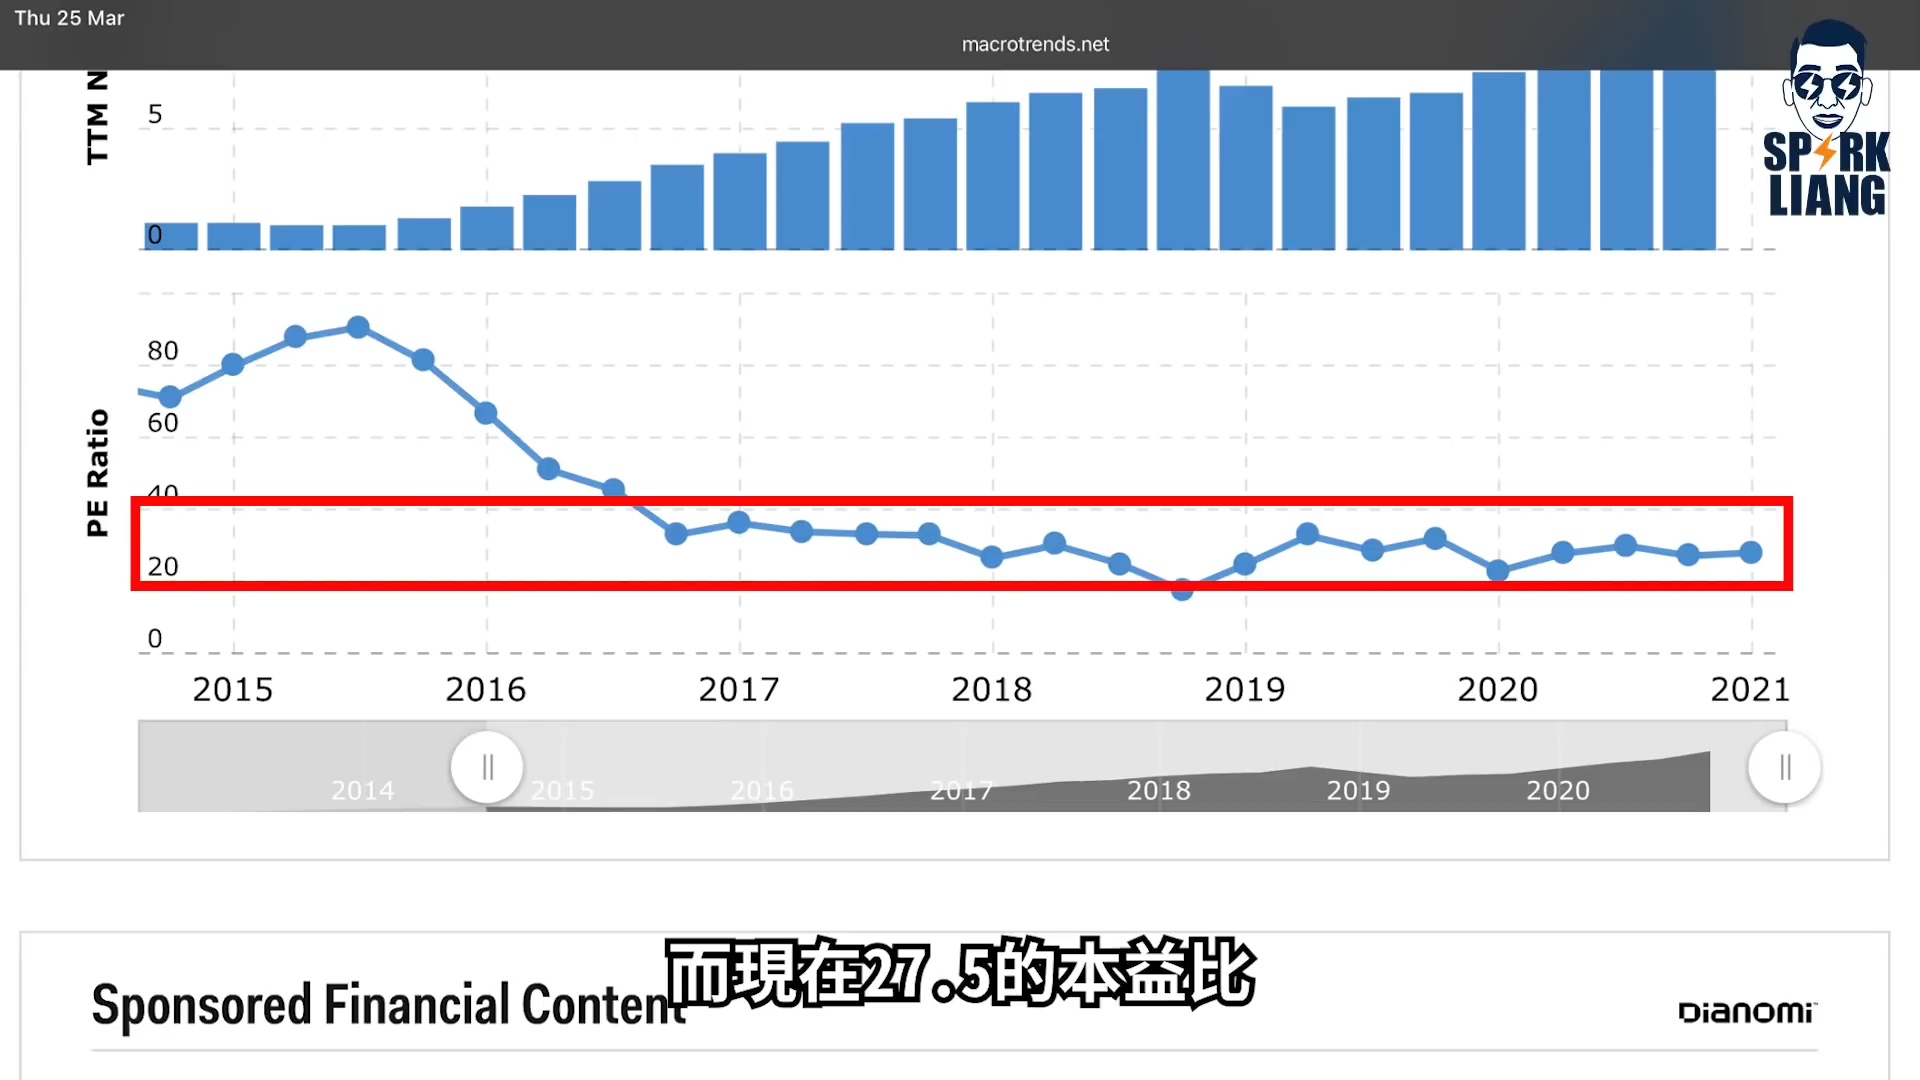 Thu 25 Mar
macrotrends.net
SPARK
LIANG
TTM N
5
0
PE Ratio
80
60
40
20
0
2015 2016 2017 2018 2019 2020 2021
2014 2015 2016 2017 2018 2019 2020
而現在27.5的本益比
Sponsored Financial Content
DIANOMI